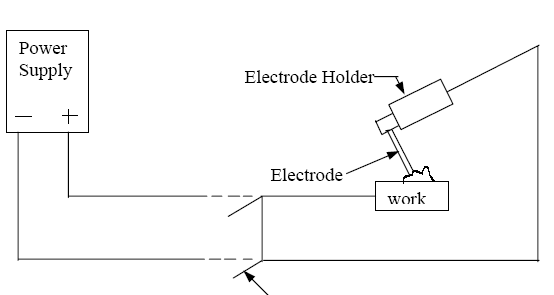 Power
Supply
— +
Electrode Holder
Electrode
work